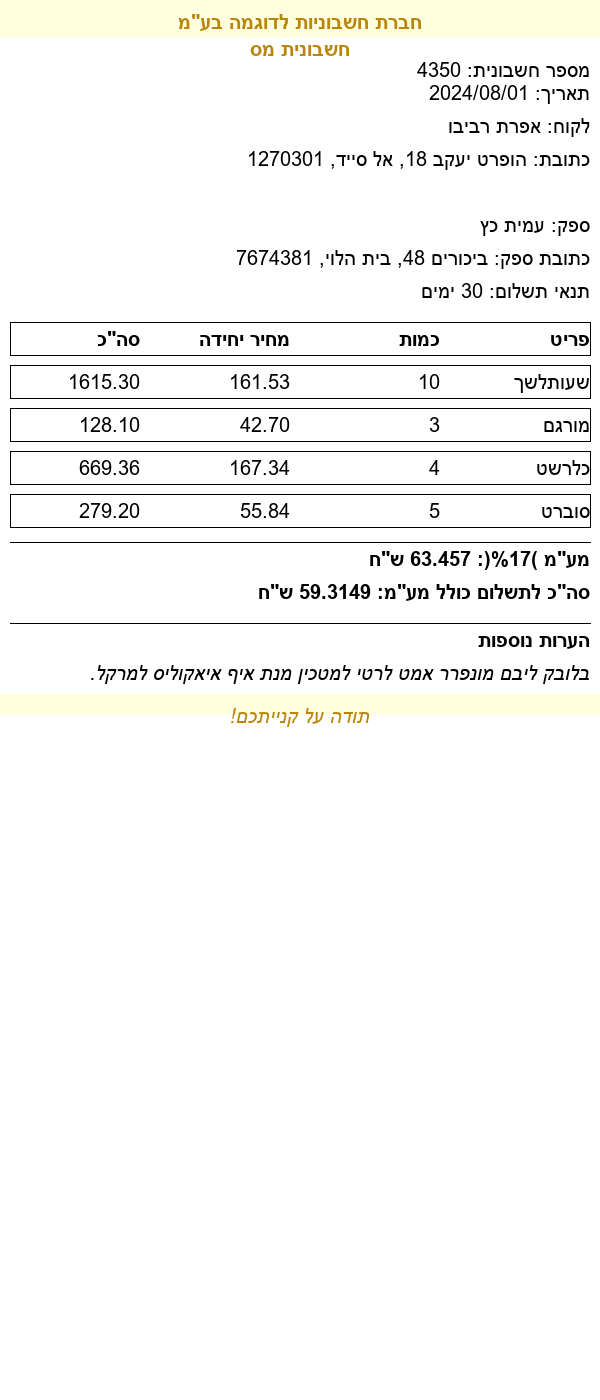 חברת חשבוניות לדוגמה בע"מ
חשבונית מס
מספר חשבונית: 4350
תאריך: 2024/08/01
לקוח: אפרת רביבו
כתובת: הופרט יעקב 18, אל סייד, 1270301
ספק: עמית כץ
כתובת ספק: ביכורים 48, בית הלוי, 7674381
תנאי תשלום: 30 ימים
פריט כמות מחיר יחידה סה"כ
שעותלשך 10 161.53 1615.30
מורגם 3 42.70 128.10
כלרשט 4 167.34 669.36
סוברט 5 55.84 279.20
מע"מ )17%(: 63.457 ש"ח
סה"כ לתשלום כולל מע"מ: 59.3149 ש"ח
הערות נוספות
בלובק ליבם מונפרר אמט לרטי למטכין מנת איף איאקוליס למרקל.
תודה על קנייתכם!